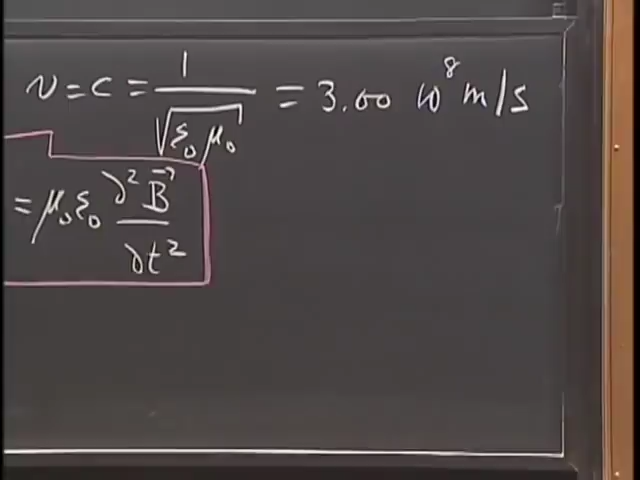 v = c = 1/√(ε₀μ₀) = 3.00 10⁸ m/s
= μ₀ε₀ ∂²B⃗/∂t²